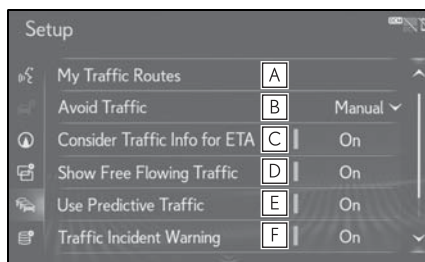 Setup
My Traffic Routes A
Avoid Traffic B Manual
Consider Traffic Info for ETA C On
Show Free Flowing Traffic D On
Use Predictive Traffic E On
Traffic Incident Warning F On